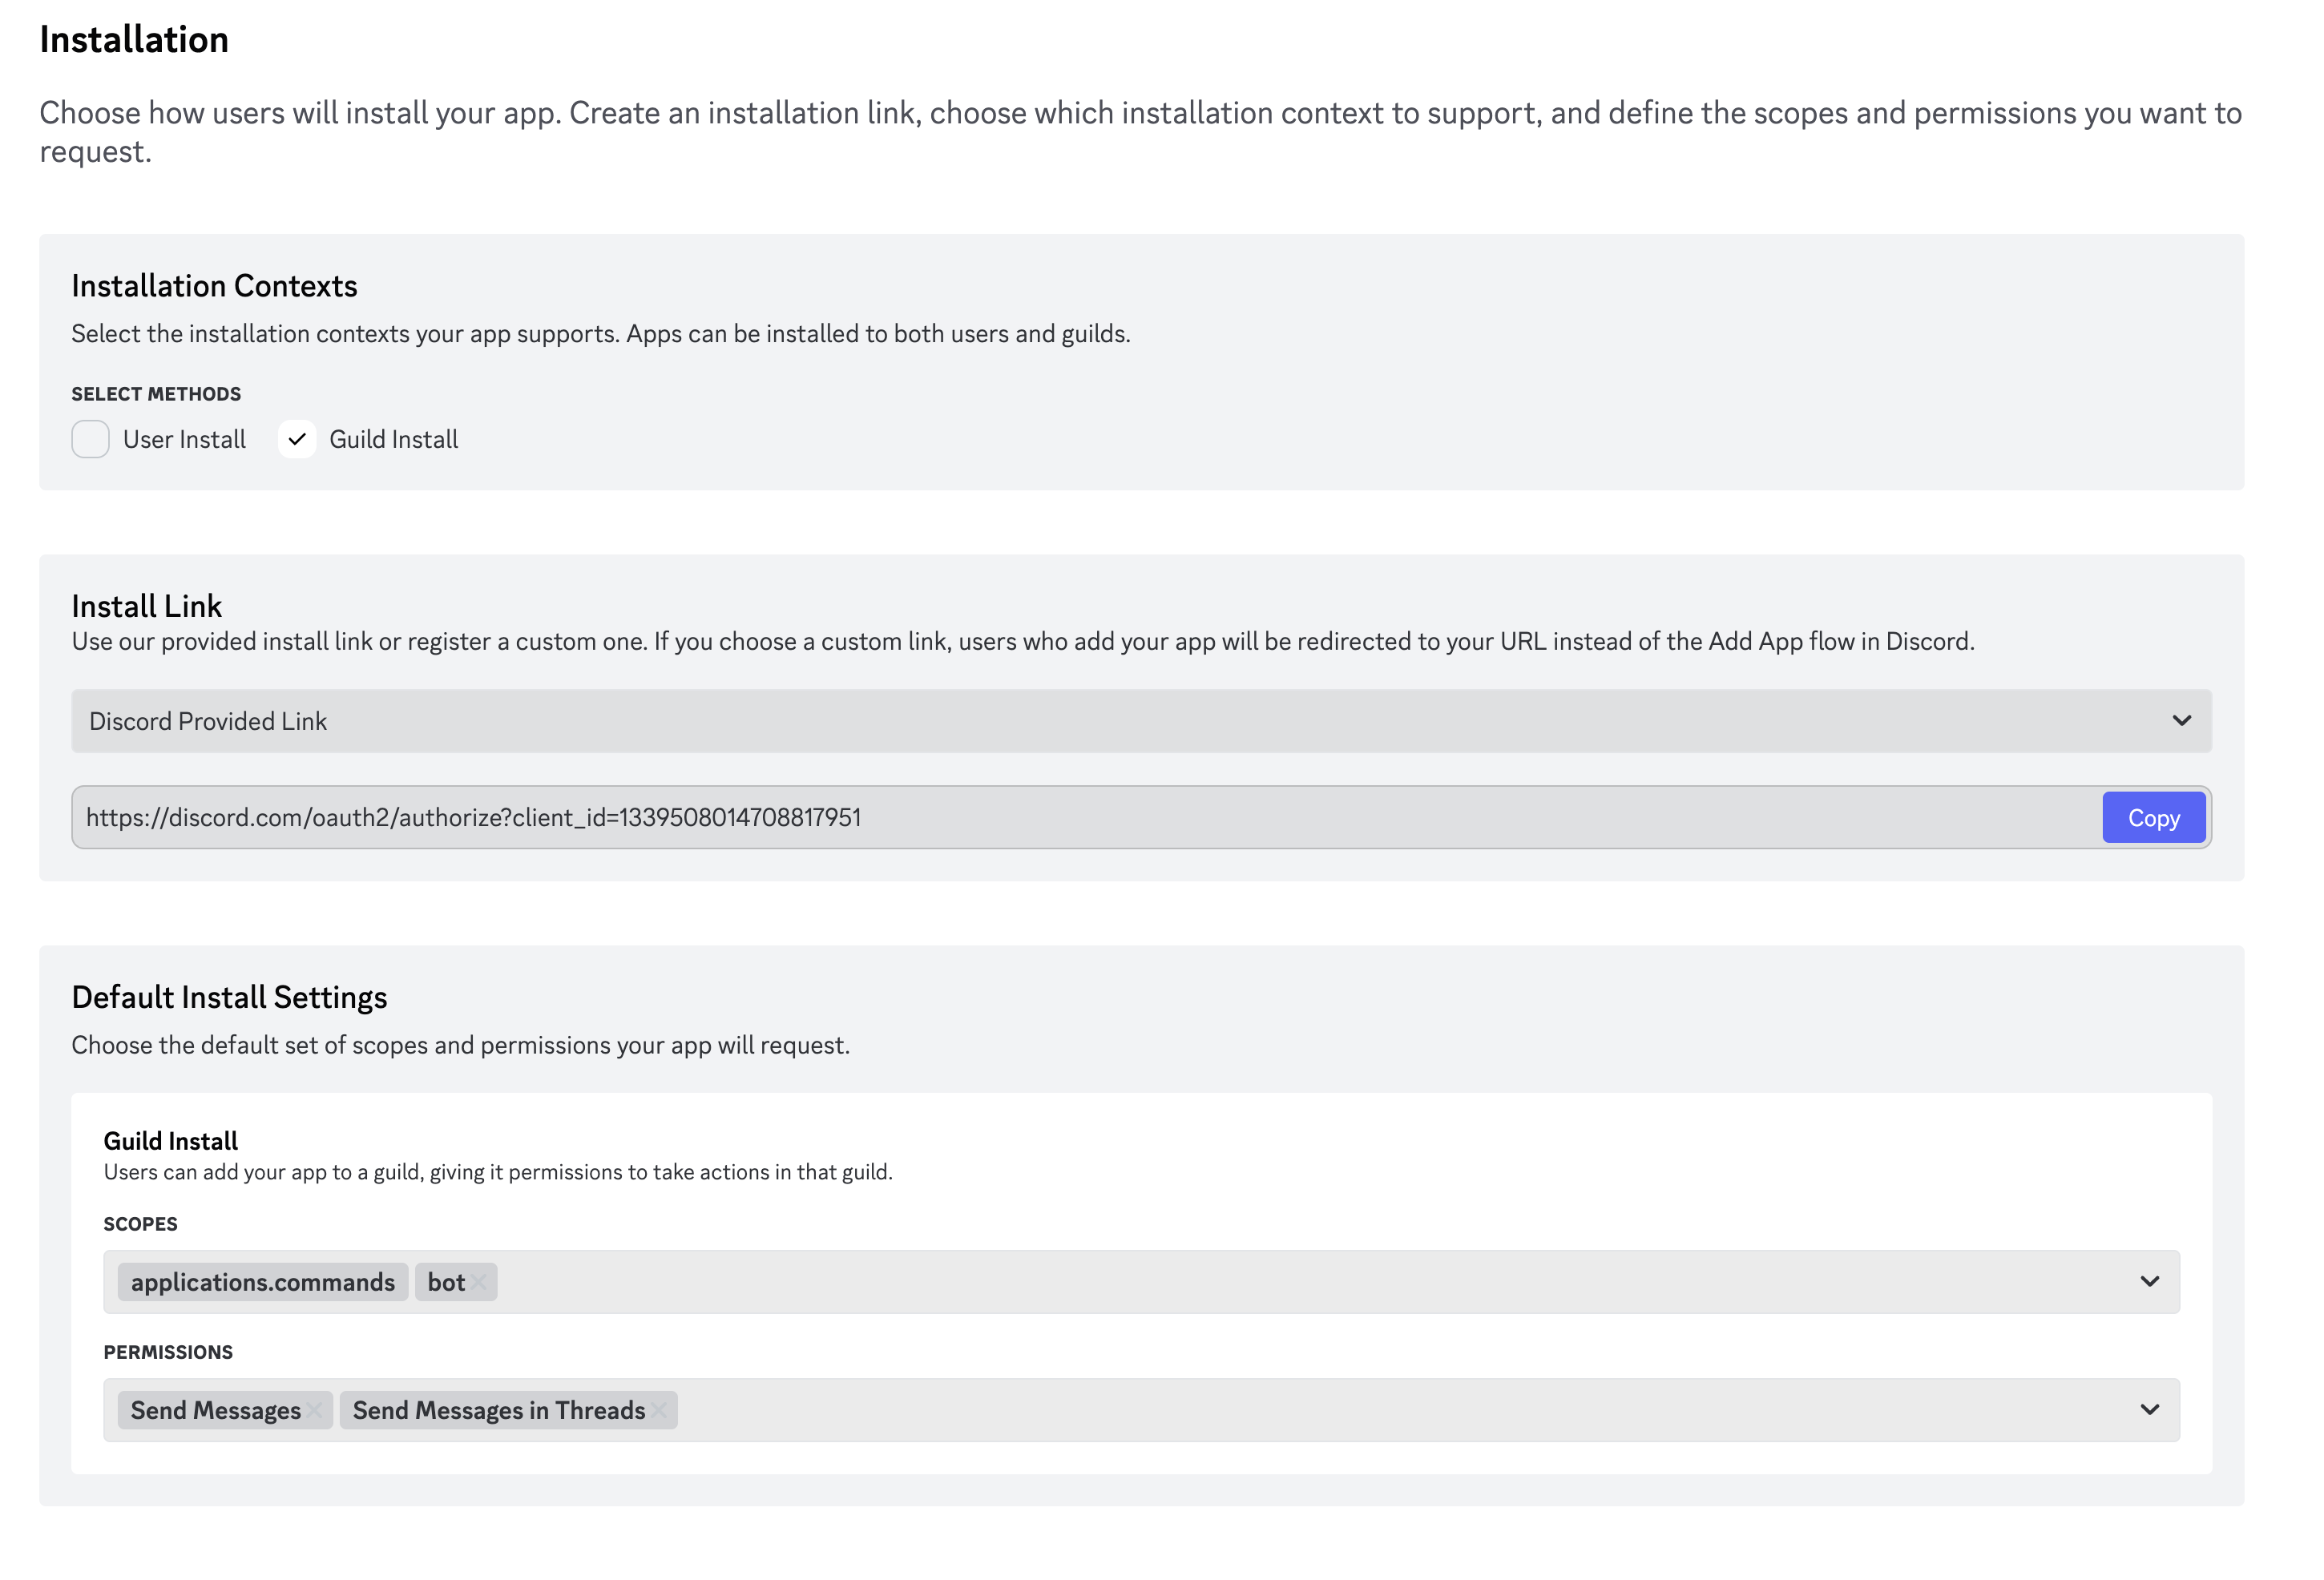 Installation
Choose how users will install your app. Create an installation link, choose which installation context to support, and define the scopes and permissions you want to
request.
Installation Contexts
Select the installation contexts your app supports. Apps can be installed to both users and guilds.
SELECT METHODS
User Install Guild Install
Install Link
Use our provided install link or register a custom one. If you choose a custom link, users who add your app will be redirected to your URL instead of the Add App flow in Discord.
Discord Provided Link
https://discord.com/oauth2/authorize?client_id=1339508014708817951 Copy
Default Install Settings
Choose the default set of scopes and permissions your app will request.
Guild Install
Users can add your app to a guild, giving it permissions to take actions in that guild.
SCOPES
applications.commands bot
PERMISSIONS
Send Messages Send Messages in Threads